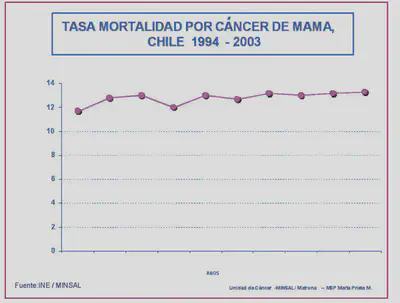 TASA MORTALIDAD POR CÁNCER DE MAMA,
CHILE 1994 - 2003
14
12
10
8
6
4
2
0
AÑOS
Fuente:INE / MINSAL
Unidad de Cáncer -MINSAL/ Matrona – MSP Marta Prieto M.